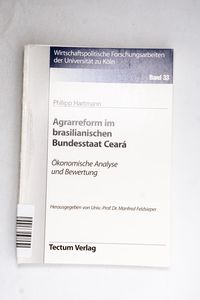 Wirtschaftspolitische Forschungsarbeiten
der Universität zu Köln
Band 33
Philipp Hartmann
Agrarreform im
brasilianischen
Bundesstaat Ceará
Ökonomische Analyse
und Bewertung
Herausgegeben von Univ.-Prof. Dr. Manfred Feldsieper
Tectum Verlag